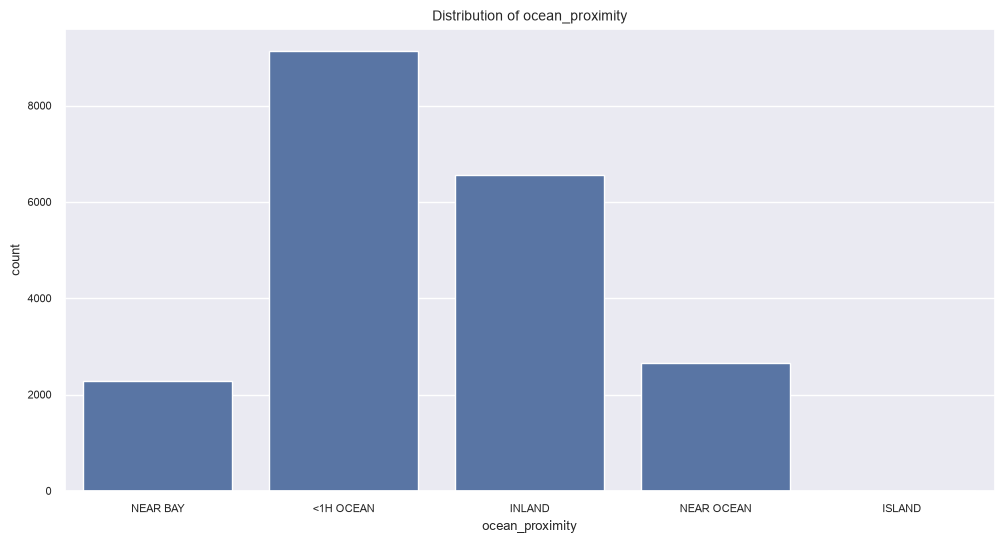 Distribution of ocean_proximity
8000
6000
4000
2000
0
count
NEAR BAY
<1H OCEAN
INLAND
NEAR OCEAN
ISLAND
ocean_proximity